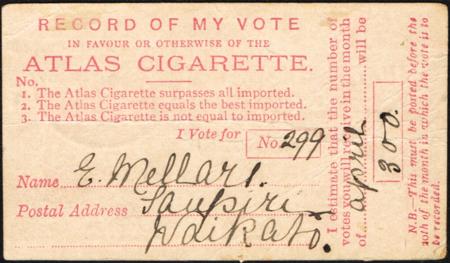 RECORD OF MY VOTE
IN FAVOUR OR OTHERWISE OF THE
ATLAS CIGARETTE.
No.
1. The Atlas Cigarette surpasses all imported.
2. The Atlas Cigarette equals the best imported.
3. The Atlas Cigarette is not equal to imported.
I Vote for No. 299
Name E. Mellars.
Postal Address Taupiri
Waikato.
I estimate that the number of
votes you will receive in the month
of April will be
300.
N.B.—This must be posted before the
20th of the month in which the vote is to
be recorded.